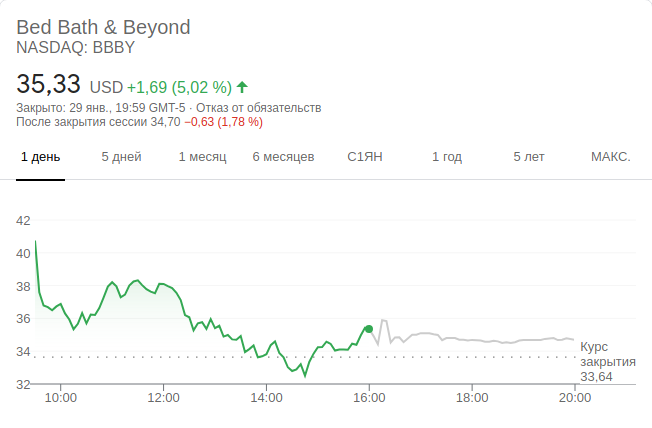 Bed Bath & Beyond
NASDAQ: BBBY
35,33 USD +1,69 (5,02 %)
Закрыто: 29 янв., 19:59 GMT-5 · Отказ от обязательств
После закрытия сессии 34,70 −0,63 (1,78 %)
1 день 5 дней 1 месяц 6 месяцев С1ЯН 1 год 5 лет МАКС.
42
40
38
36
34
Курс
закрытия
33,64
32
10:00 12:00 14:00 16:00 18:00 20:00